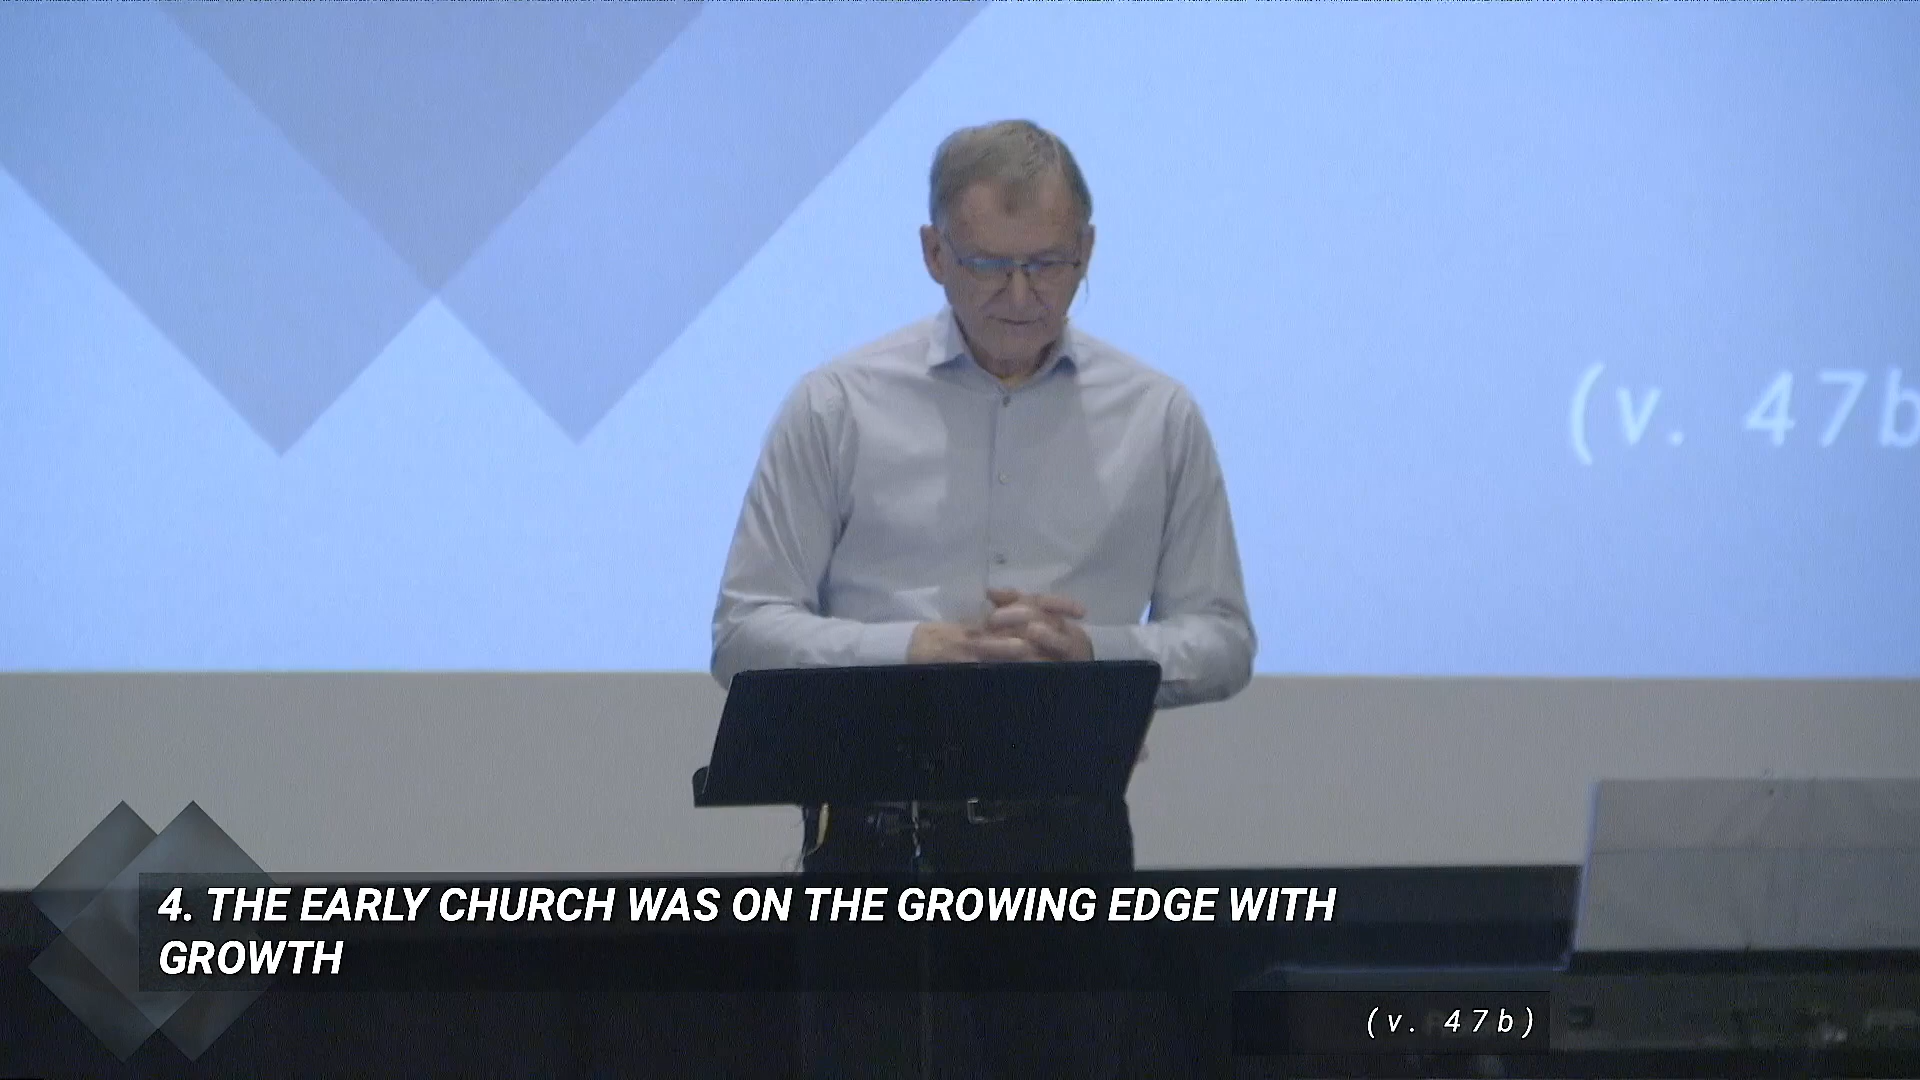 (v. 47b
4. THE EARLY CHURCH WAS ON THE GROWING EDGE WITH
GROWTH
(v. 47b)